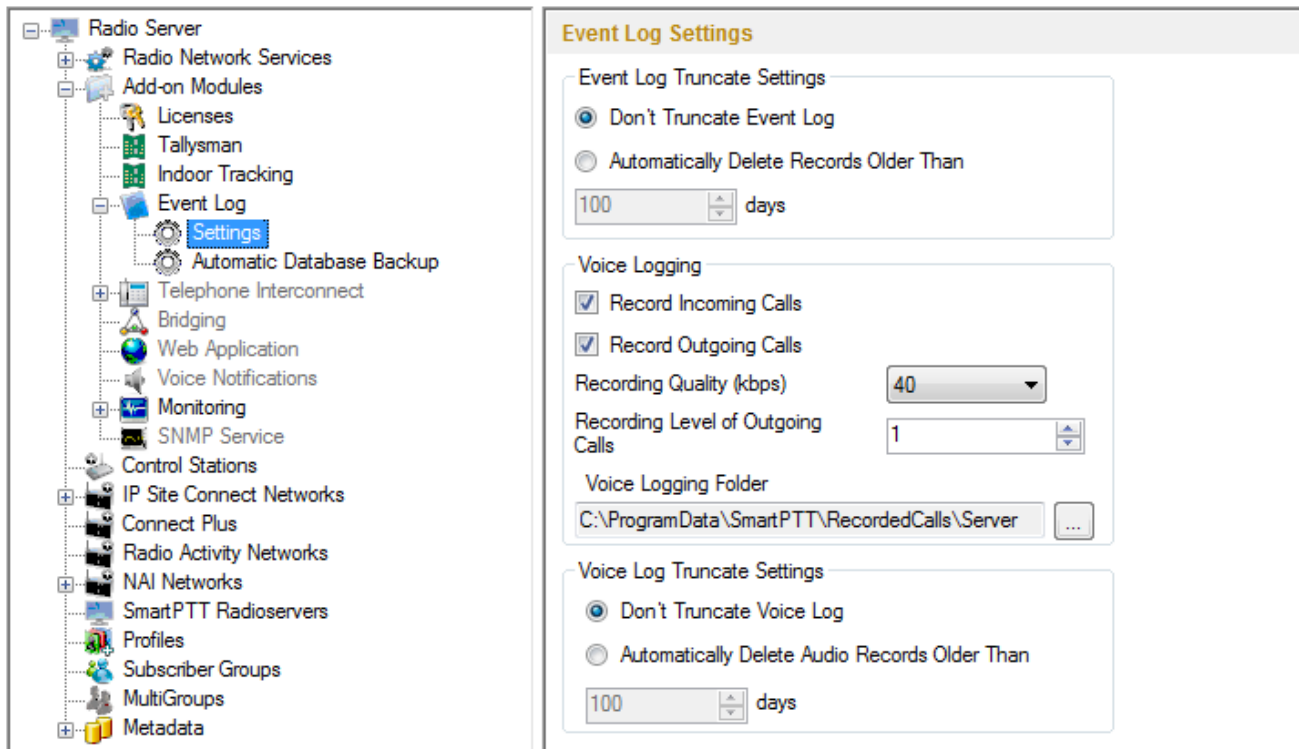 Radio Server
Radio Network Services
Add-on Modules
Licenses
Tallysman
Indoor Tracking
Event Log
Settings
Automatic Database Backup
Telephone Interconnect
Bridging
Web Application
Voice Notifications
Monitoring
SNMP Service
Control Stations
IP Site Connect Networks
Connect Plus
Radio Activity Networks
NAI Networks
SmartPTT Radioservers
Profiles
Subscriber Groups
MultiGroups
Metadata
Event Log Settings
Event Log Truncate Settings
Don't Truncate Event Log
Automatically Delete Records Older Than
100 days
Voice Logging
Record Incoming Calls
Record Outgoing Calls
Recording Quality (kbps) 40
Recording Level of Outgoing
Calls
1
Voice Logging Folder
C:\ProgramData\SmartPTT\RecordedCalls\Server ...
Voice Log Truncate Settings
Don't Truncate Voice Log
Automatically Delete Audio Records Older Than
100 days